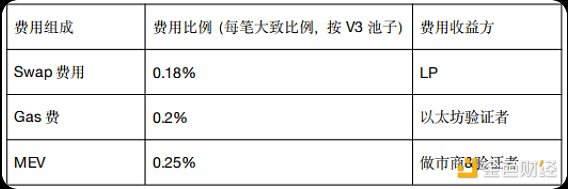 费用组成 费用比例 (每笔大致比例，按 V3 池子) 费用收益方
Swap 费用 0.18% LP
Gas 费 0.2% 以太坊验证者
MEV 0.25% 做市商&验证者
金色财经